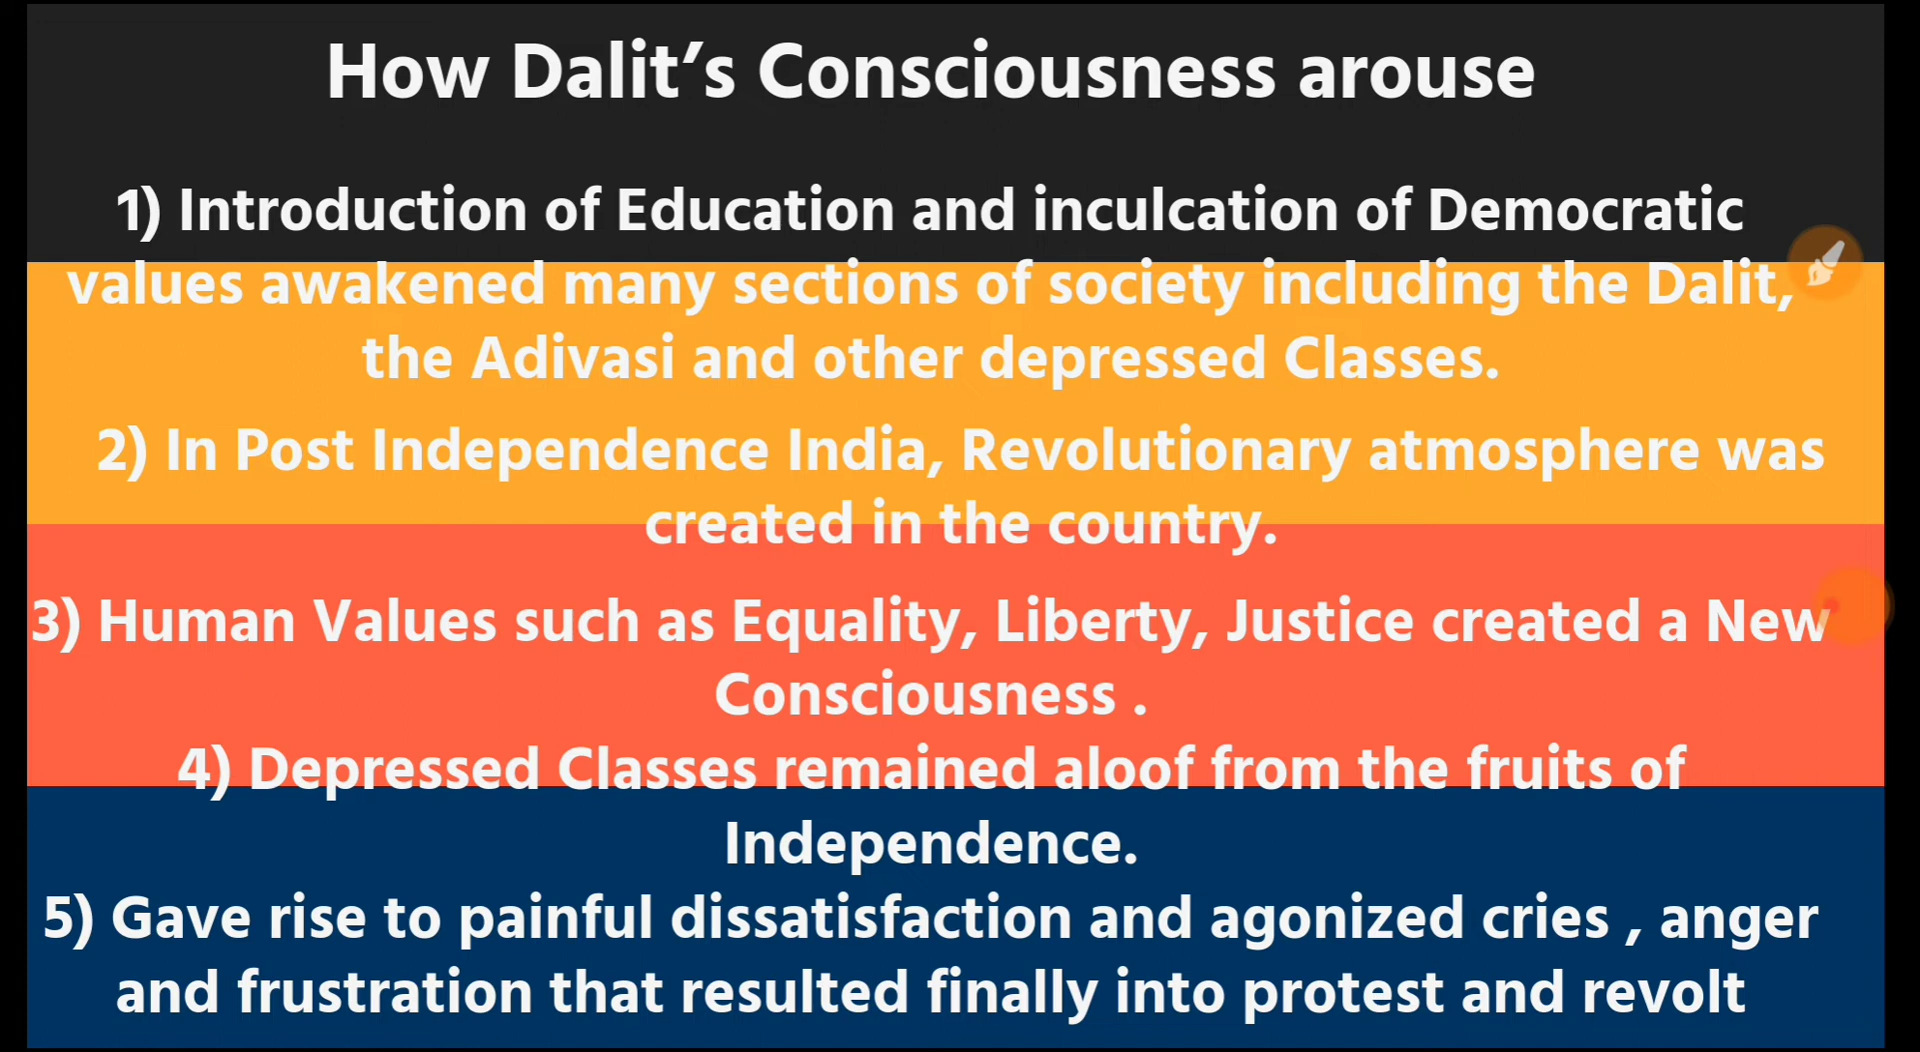 How Dalit’s Consciousness arouse
1) Introduction of Education and inculcation of Democratic
values awakened many sections of society including the Dalit,
the Adivasi and other depressed Classes.
2) In Post Independence India, Revolutionary atmosphere was
created in the country.
3) Human Values such as Equality, Liberty, Justice created a New
Consciousness .
4) Depressed Classes remained aloof from the fruits of
Independence.
5) Gave rise to painful dissatisfaction and agonized cries , anger
and frustration that resulted finally into protest and revolt